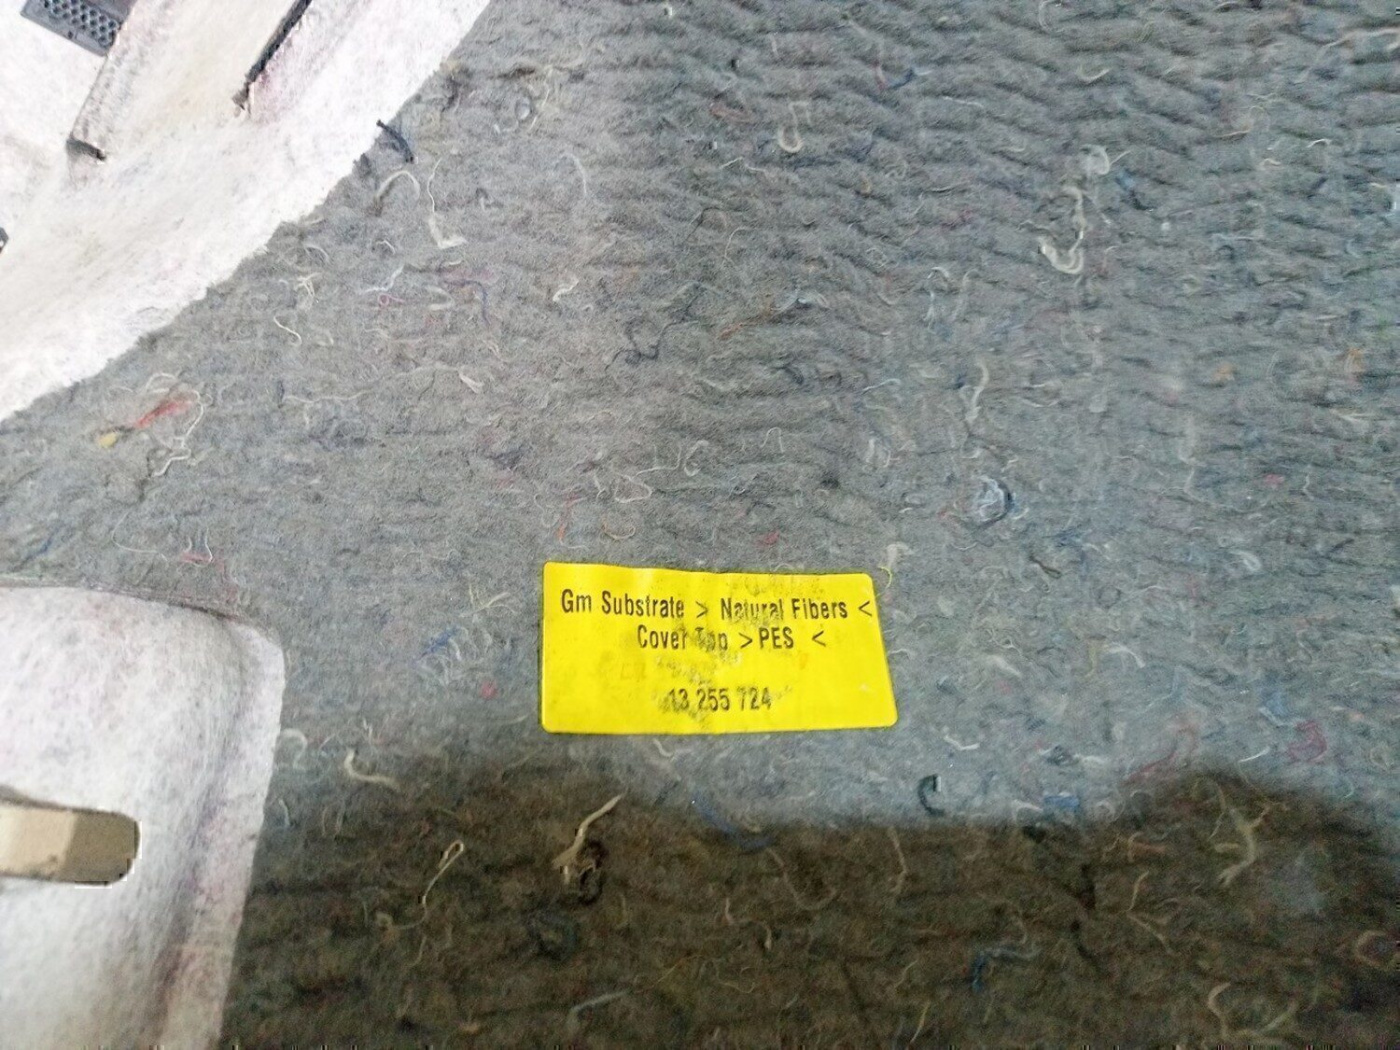 Gm Substrate > Natural Fibers <
Cover Top >PES <
13 255 724